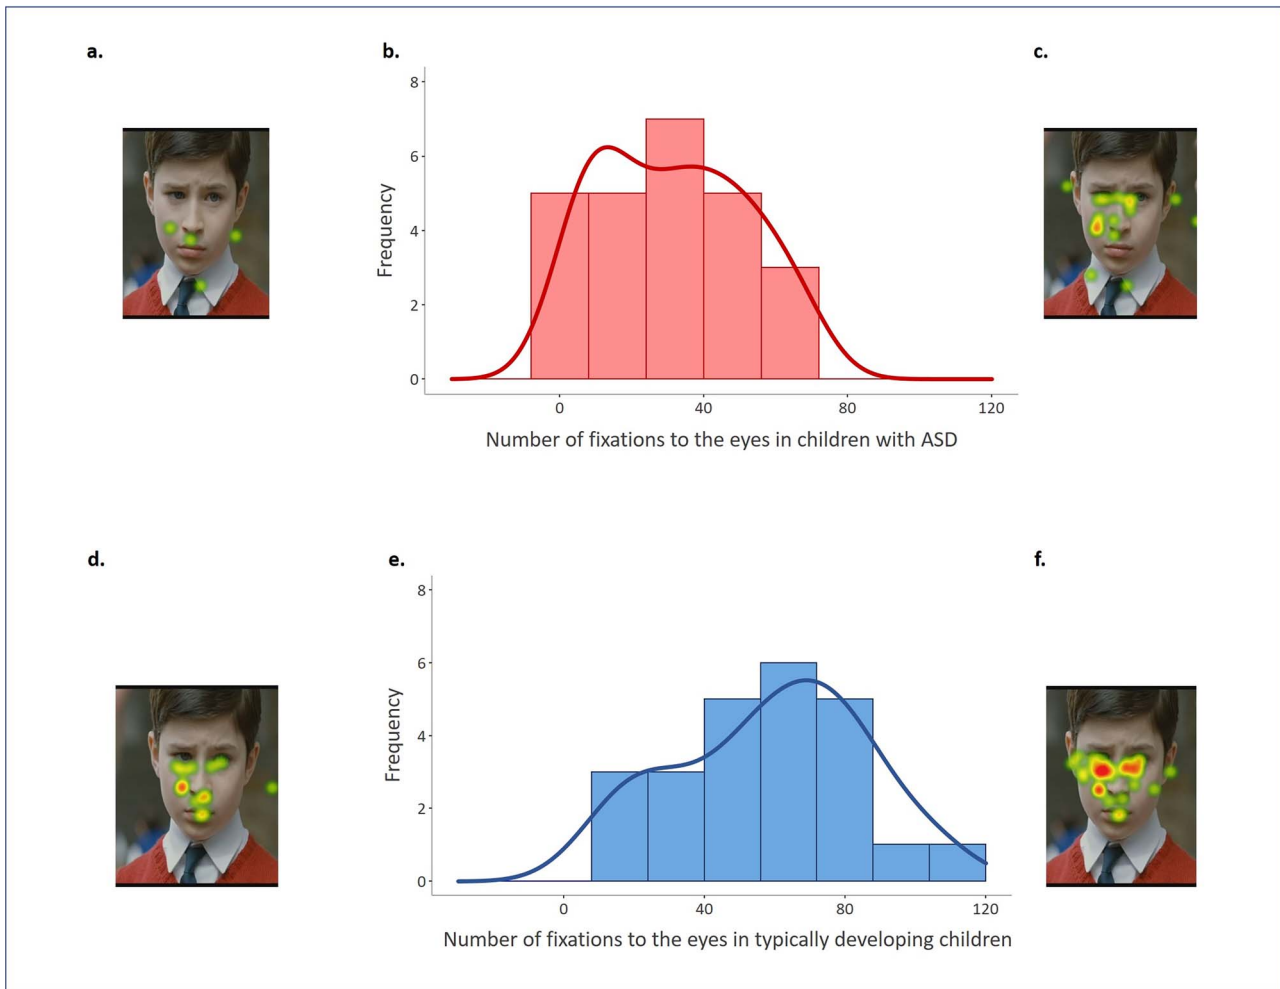 a.
b.
c.
8
6
4
2
0
Frequency
0 40 80 120
Number of fixations to the eyes in children with ASD
d.
e.
f.
8
6
4
2
0
Frequency
0 40 80 120
Number of fixations to the eyes in typically developing children